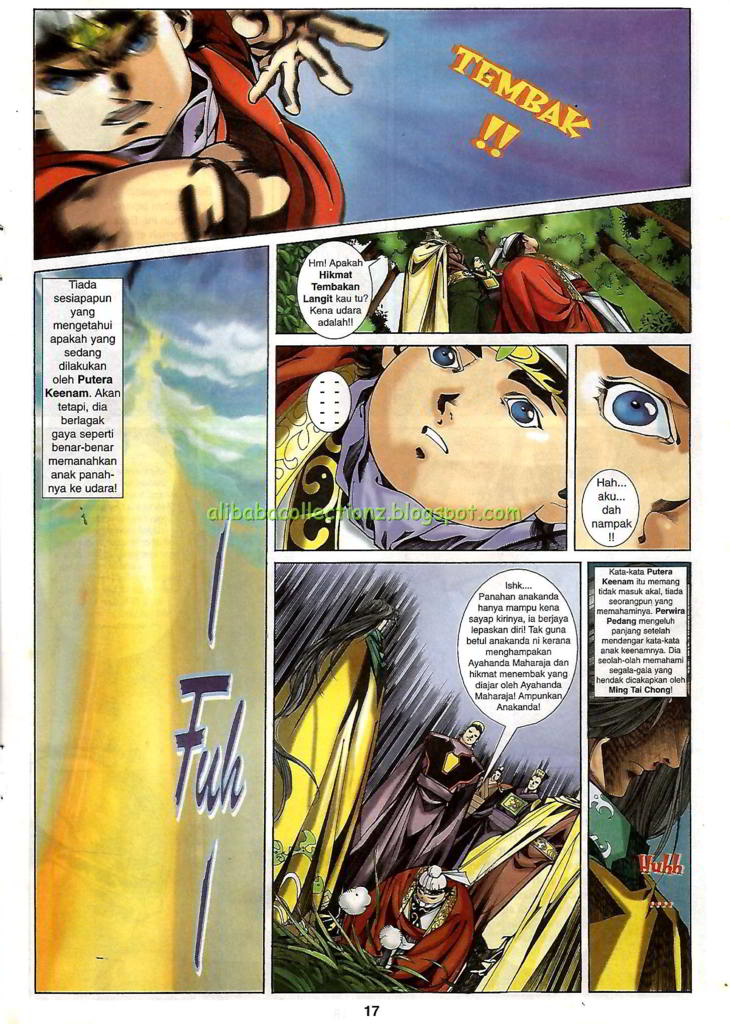 TEMBAK
!!
Hm! Apakah
Hikmat
Tembakan
Langit kau tu?
Kena udara
adalah!!
Tiada
sesiapapun
yang
mengetahui
apakah yang
sedang
dilakukan
oleh Putera
Keenam. Akan
tetapi, dia
berlagak
gaya seperti
benar-benar
memanahkan
anak panah-
nya ke udara!
Hah...
aku...
dah
nampak
!!
alibabacollectionz.blogspot.com
Fuh
Ishk....
Panahan anakanda
hanya mampu kena
sayap kirinya, ia berjaya
lepaskan diri! Tak guna
betul anakanda ni kerana
menghampakan
Ayahanda Maharaja dan
hikmat menembak yang
diajar oleh Ayahanda
Maharaja! Ampunkan
Anakanda!
Kata-kata Putera
Keenam itu memang
tidak masuk akal, tiada
seorangpun yang
memahaminya. Perwira
Pedang mengeluh
panjang setelah
mendengar kata-kata
anak keenamnya. Dia
seolah-olah memahami
segala-gala yang
hendak dicakapkan oleh
Ming Tai Chong!
Huhh
....
17